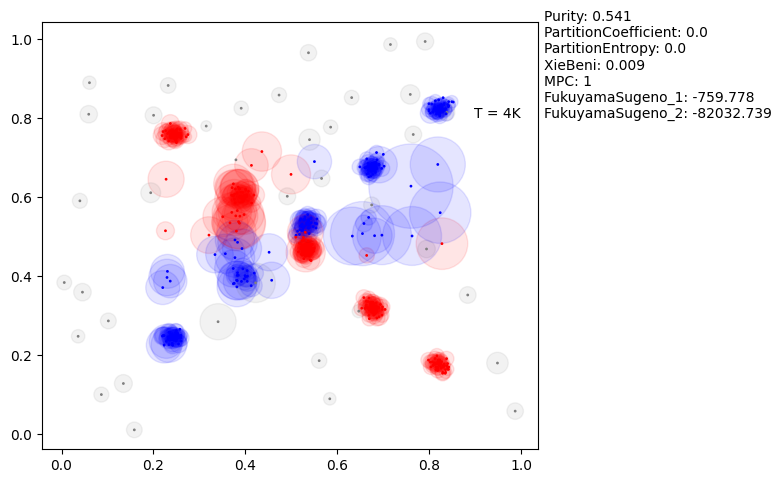 Purity: 0.541
PartitionCoefficient: 0.0
PartitionEntropy: 0.0
XieBeni: 0.009
MPC: 1
FukuyamaSugeno_1: -759.778
FukuyamaSugeno_2: -82032.739
T = 4K
1.0
0.8
0.6
0.4
0.2
0.0
0.0 0.2 0.4 0.6 0.8 1.0